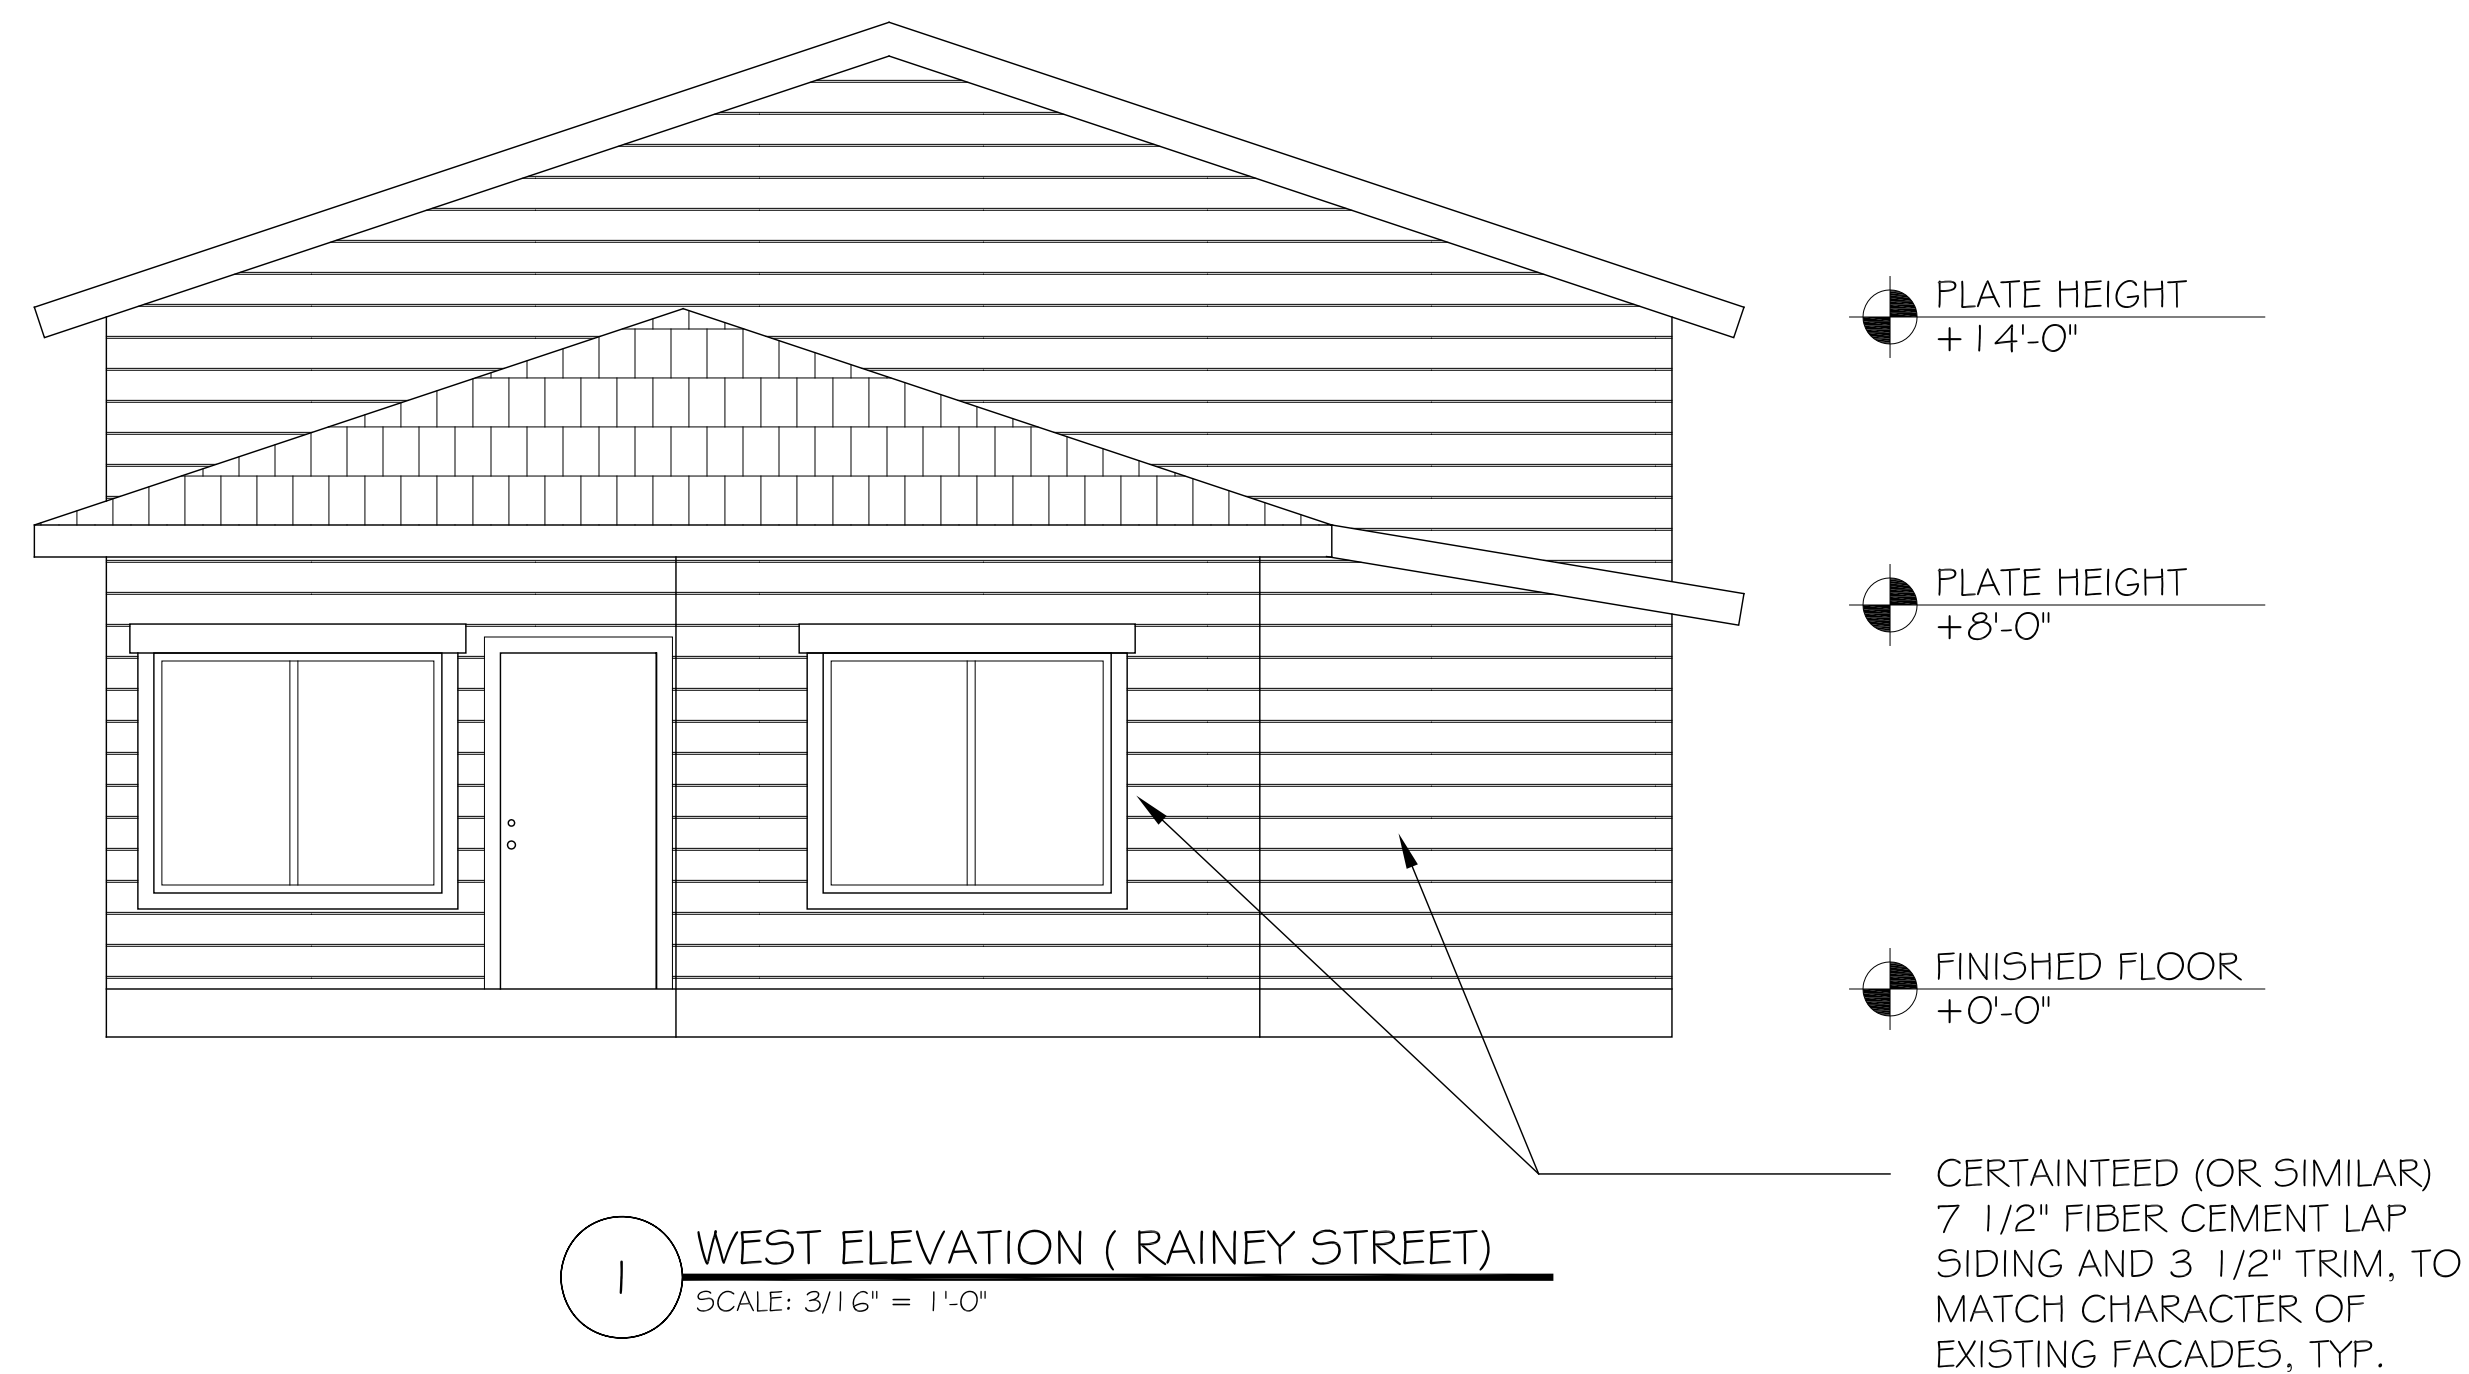 PLATE HEIGHT
+14'-0"
PLATE HEIGHT
+8'-0"
FINISHED FLOOR
+0'-0"
CERTAINTEED (OR SIMILAR)
7 1/2" FIBER CEMENT LAP
SIDING AND 3 1/2" TRIM, TO
MATCH CHARACTER OF
EXISTING FACADES, TYP.
1
WEST ELEVATION ( RAINEY STREET)
SCALE: 3/16" = 1'-0"